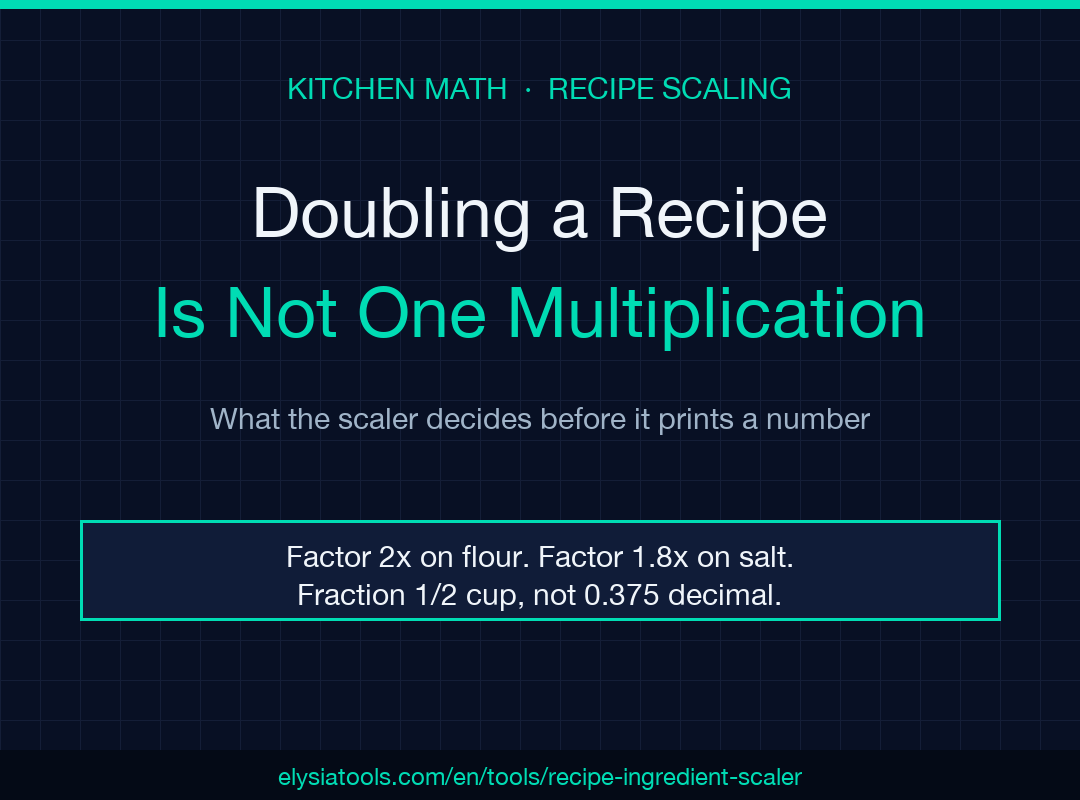 KITCHEN MATH · RECIPE SCALING
Doubling a Recipe
Is Not One Multiplication
What the scaler decides before it prints a number
Factor 2x on flour. Factor 1.8x on salt.
Fraction 1/2 cup, not 0.375 decimal.
elysiatools.com/en/tools/recipe-ingredient-scaler